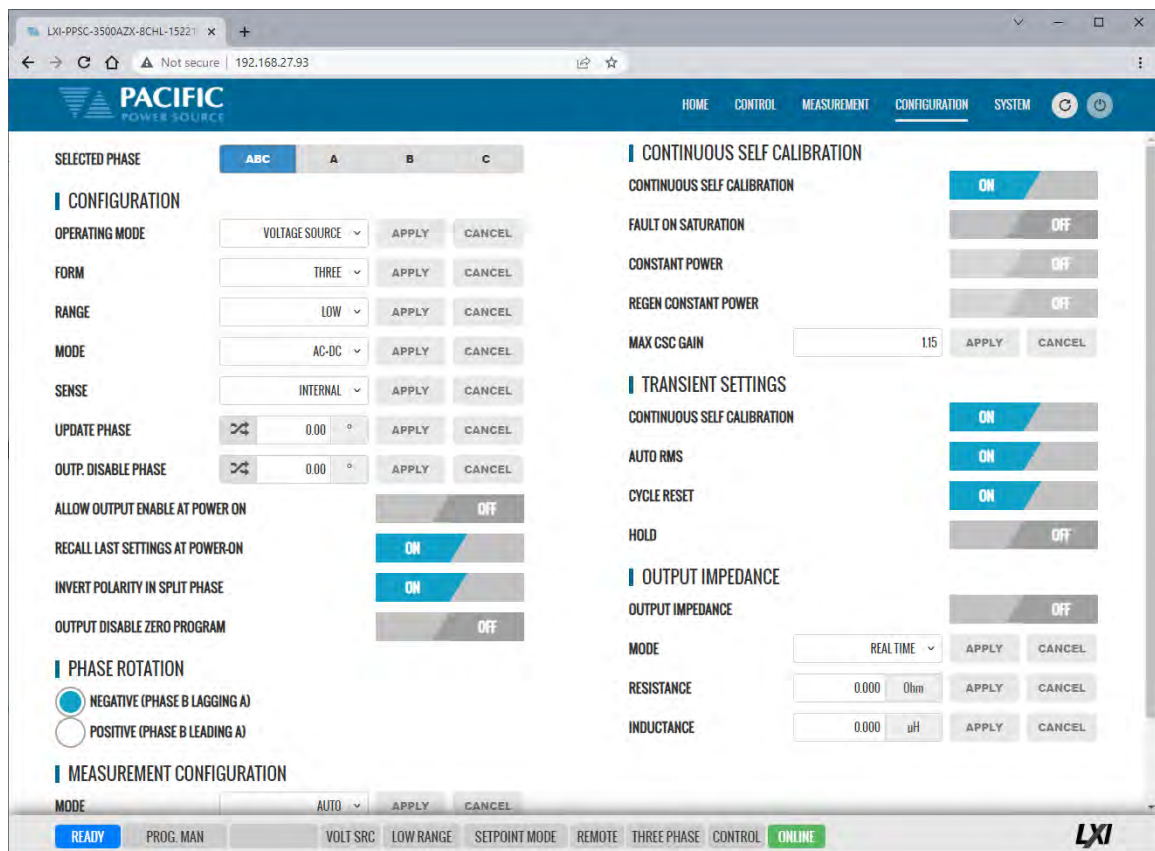 LXI-PPSC-3500AZX-8CHL-15221
Not secure | 192.168.27.93
PACIFIC
POWER SOURCE
HOME CONTROL MEASUREMENT CONFIGURATION SYSTEM
SELECTED PHASE ABC A B C
CONFIGURATION
OPERATING MODE VOLTAGE SOURCE APPLY CANCEL
FORM THREE APPLY CANCEL
RANGE LOW APPLY CANCEL
MODE AC-DC APPLY CANCEL
SENSE INTERNAL APPLY CANCEL
UPDATE PHASE 0.00 ° APPLY CANCEL
OUTP. DISABLE PHASE 0.00 ° APPLY CANCEL
ALLOW OUTPUT ENABLE AT POWER ON OFF
RECALL LAST SETTINGS AT POWER-ON ON
INVERT POLARITY IN SPLIT PHASE ON
OUTPUT DISABLE ZERO PROGRAM OFF
PHASE ROTATION
NEGATIVE (PHASE B LAGGING A)
POSITIVE (PHASE B LEADING A)
MEASUREMENT CONFIGURATION
MODE AUTO APPLY CANCEL
CONTINUOUS SELF CALIBRATION
CONTINUOUS SELF CALIBRATION ON
FAULT ON SATURATION OFF
CONSTANT POWER OFF
REGEN CONSTANT POWER OFF
MAX CSC GAIN 1.15 APPLY CANCEL
TRANSIENT SETTINGS
CONTINUOUS SELF CALIBRATION ON
AUTO RMS ON
CYCLE RESET ON
HOLD OFF
OUTPUT IMPEDANCE
OUTPUT IMPEDANCE OFF
MODE REAL TIME APPLY CANCEL
RESISTANCE 0.000 Ohm APPLY CANCEL
INDUCTANCE 0.000 uH APPLY CANCEL
READY PROG. MAN VOLT SRC LOW RANGE SETPOINT MODE REMOTE THREE PHASE CONTROL ONLINE LXI